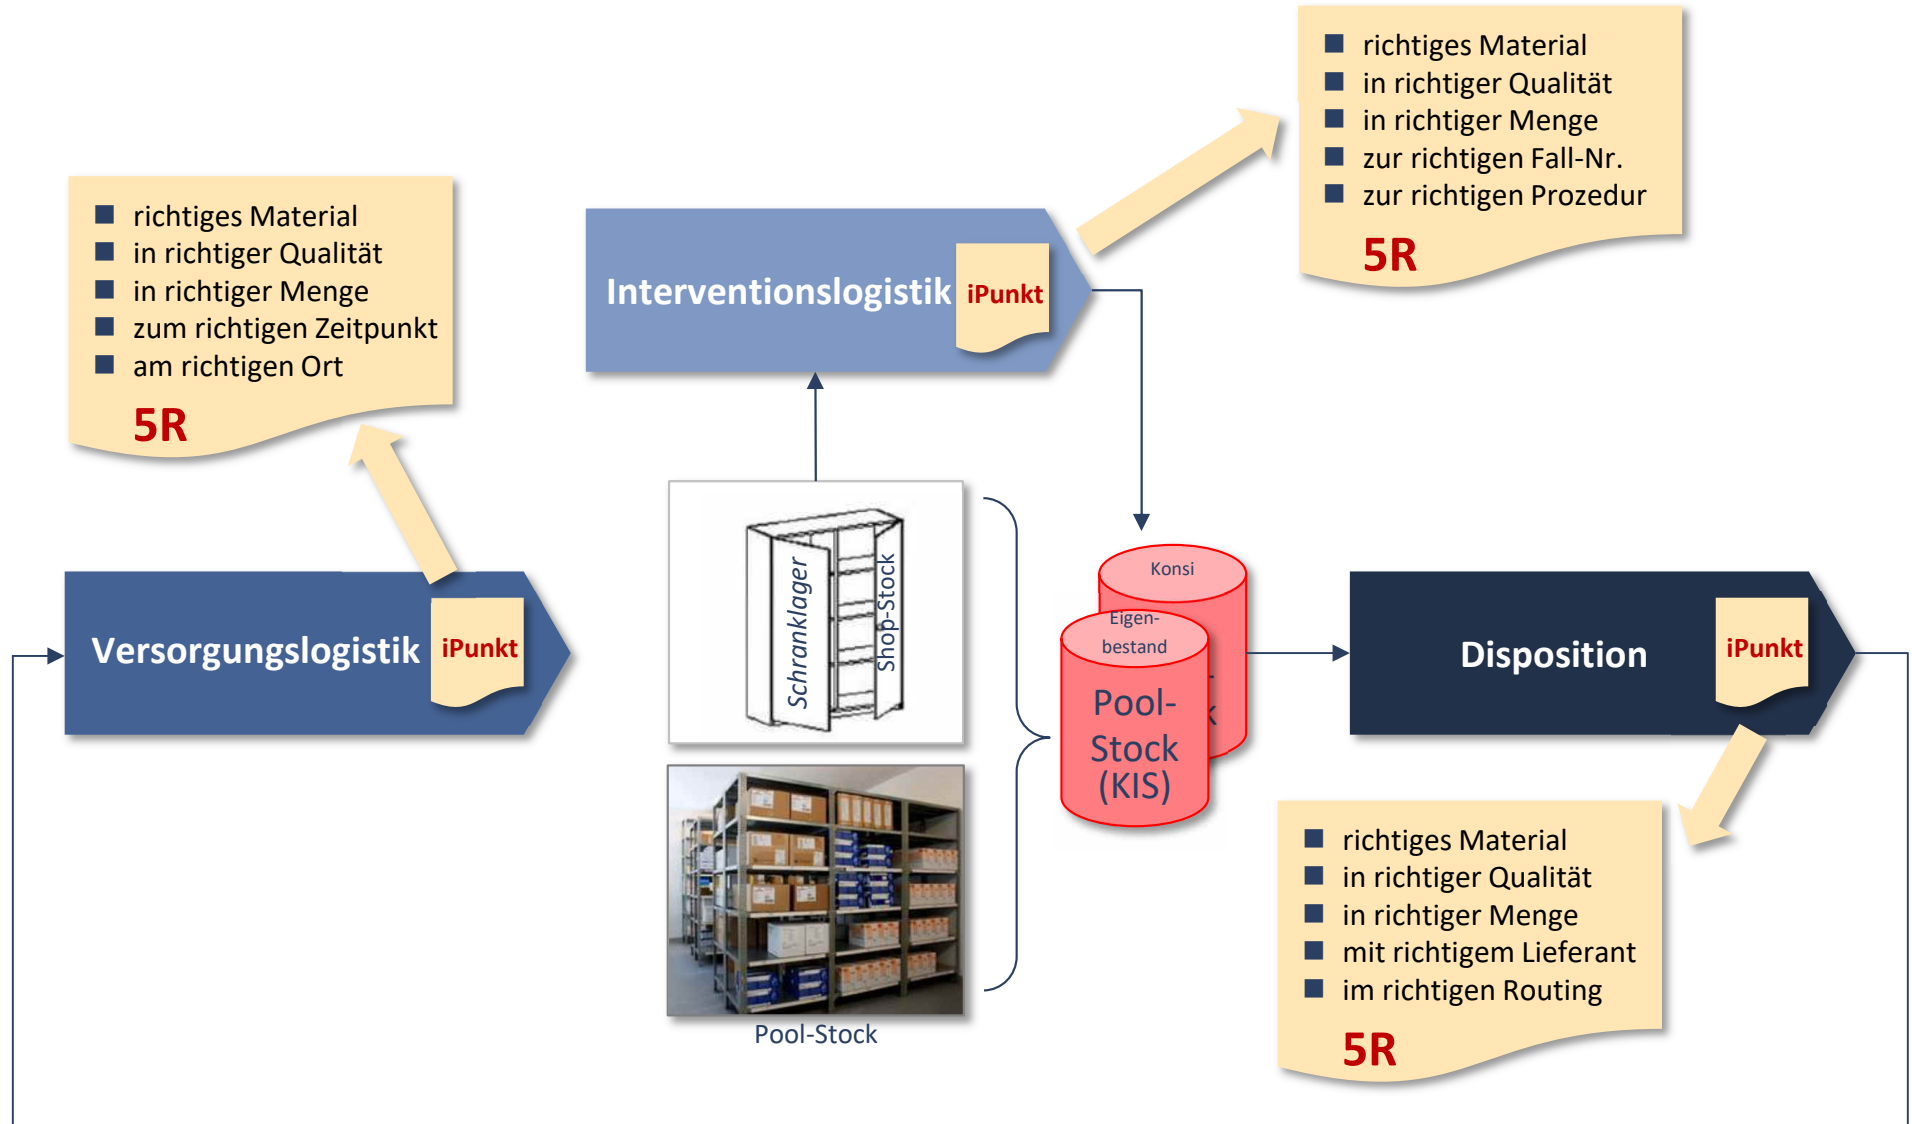 richtiges Material
in richtiger Qualität
in richtiger Menge
zur richtigen Fall-Nr.
zur richtigen Prozedur
5R
richtiges Material
in richtiger Qualität
in richtiger Menge
zum richtigen Zeitpunkt
am richtigen Ort
5R
Interventionslogistik
iPunkt
Versorgungslogistik
iPunkt
Schranklager
Shop-Stock
Pool-Stock
Konsi
Eigen-
bestand
Pool-
Stock
(KIS)
Disposition
iPunkt
richtiges Material
in richtiger Qualität
in richtiger Menge
mit richtigem Lieferant
im richtigen Routing
5R